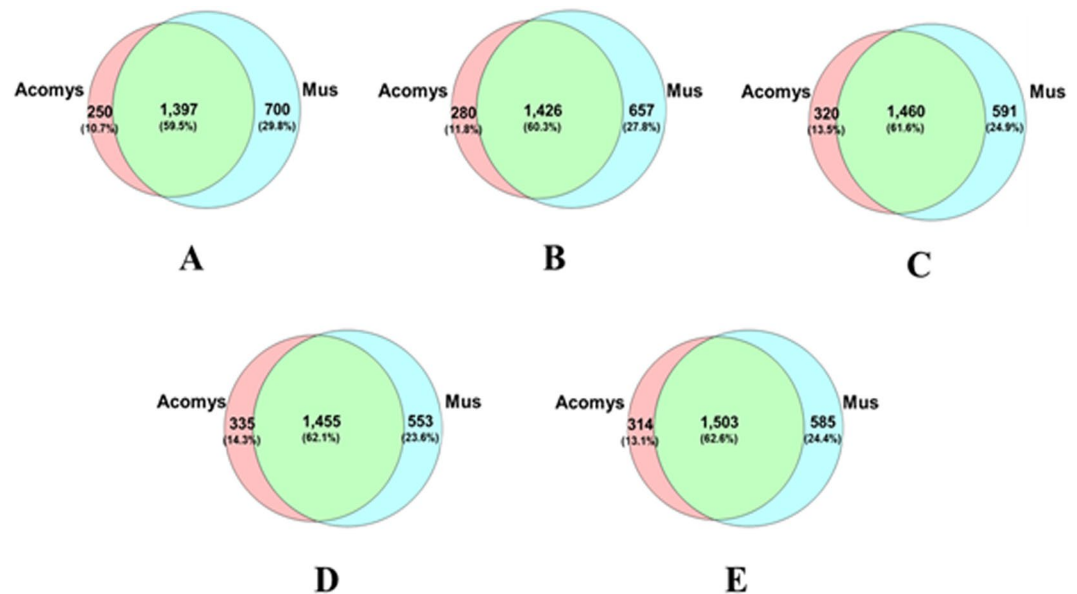 Acomys
250
(10.7%)
1,397
(59.5%)
700
(29.8%)
Mus
A
Acomys
280
(11.8%)
1,426
(60.3%)
657
(27.8%)
Mus
B
Acomys
320
(13.5%)
1,460
(61.6%)
591
(24.9%)
Mus
C
Acomys
335
(14.3%)
1,455
(62.1%)
553
(23.6%)
Mus
D
Acomys
314
(13.1%)
1,503
(62.6%)
585
(24.4%)
Mus
E